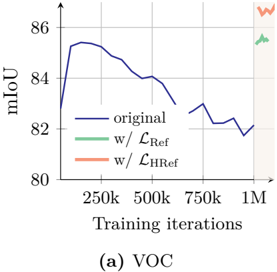 86
84
82
80
mIoU
original
w/ ℒRef
w/ ℒHRef
250k 500k 750k 1M
Training iterations
(a) VOC